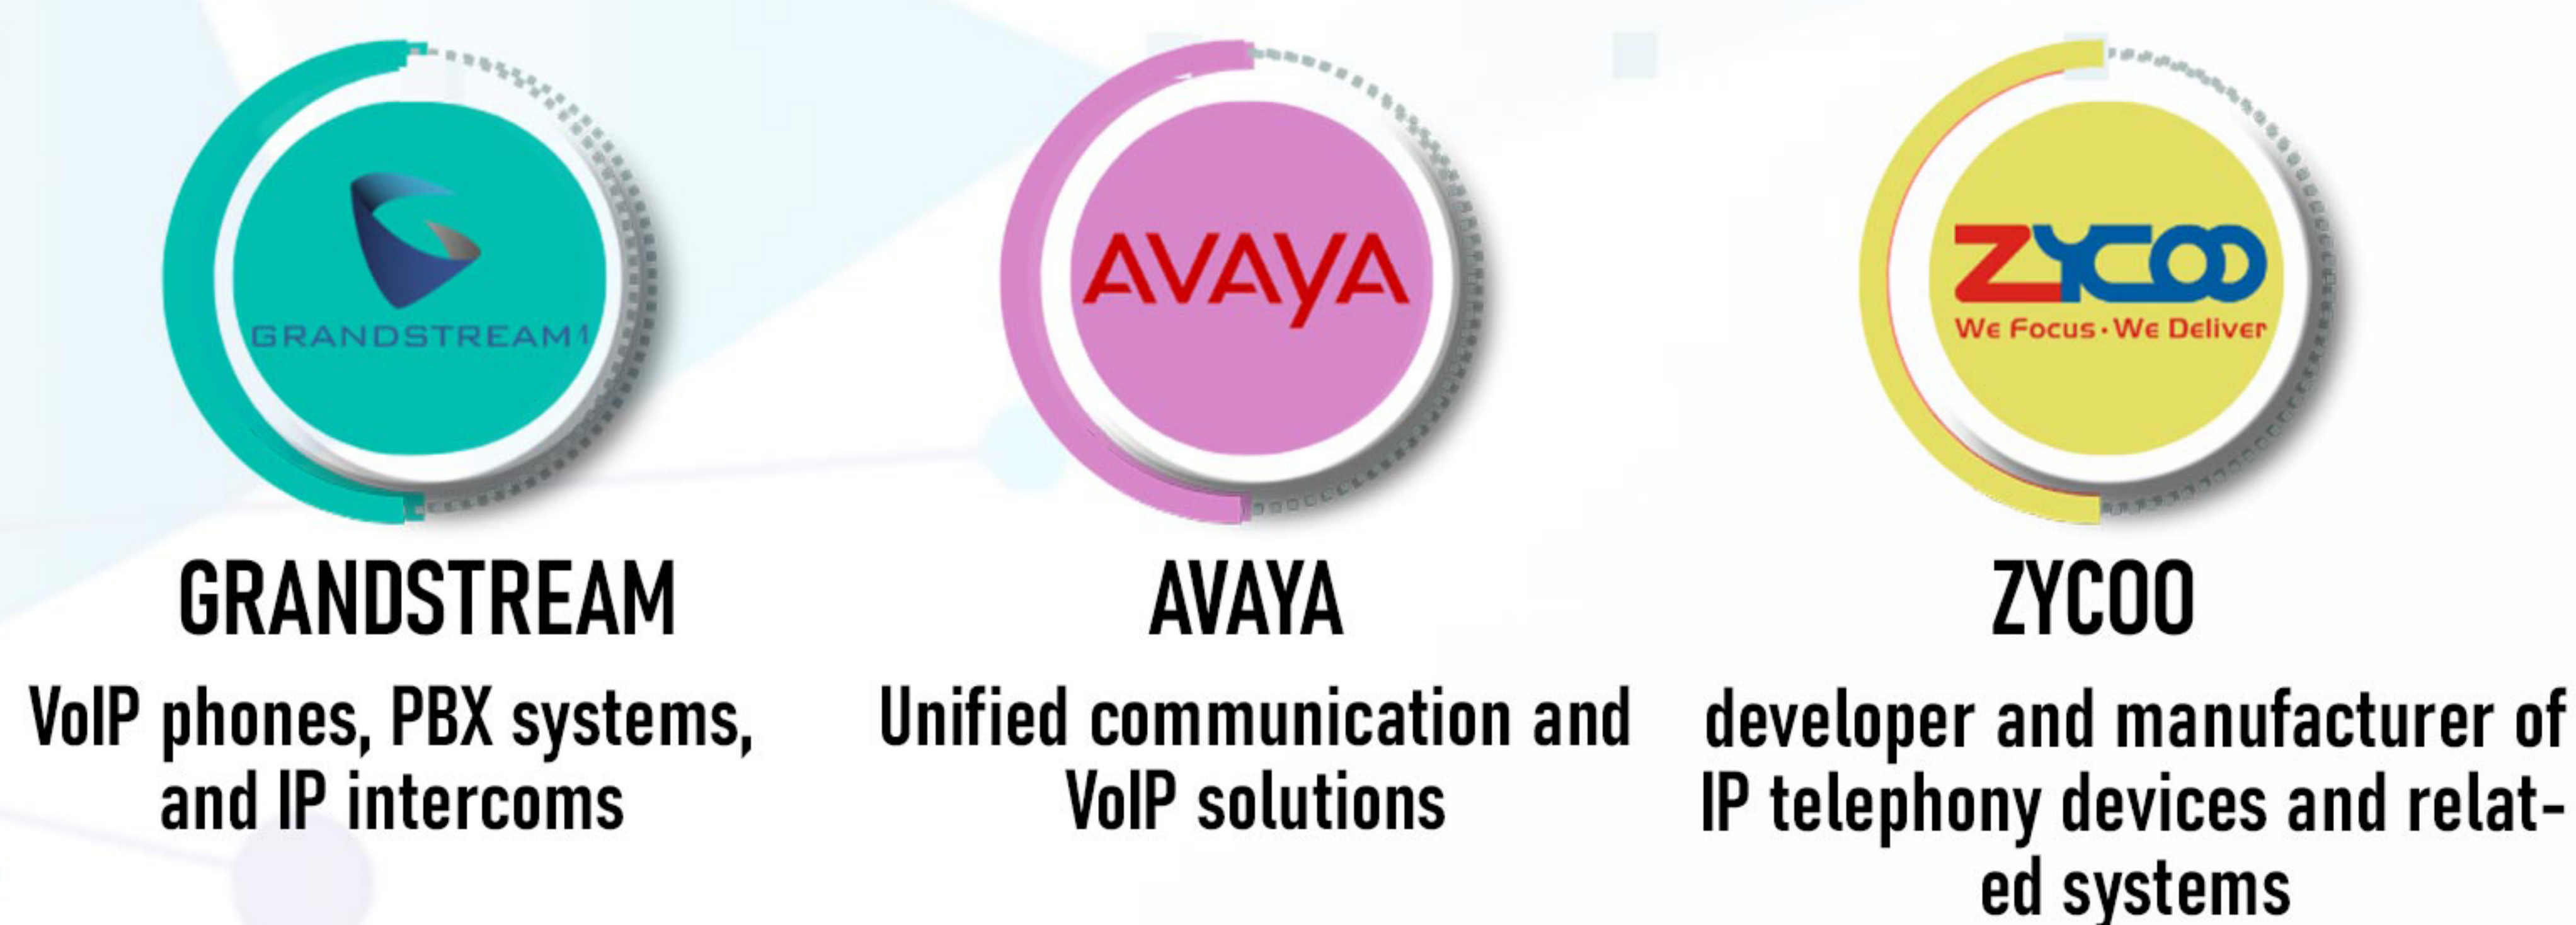 GRANDSTREAM
AVAYA
ZYCOO
We Focus · We Deliver
GRANDSTREAM
VoIP phones, PBX systems,
and IP intercoms
AVAYA
Unified communication and
VoIP solutions
ZYCOO
developer and manufacturer of
IP telephony devices and relat-
ed systems